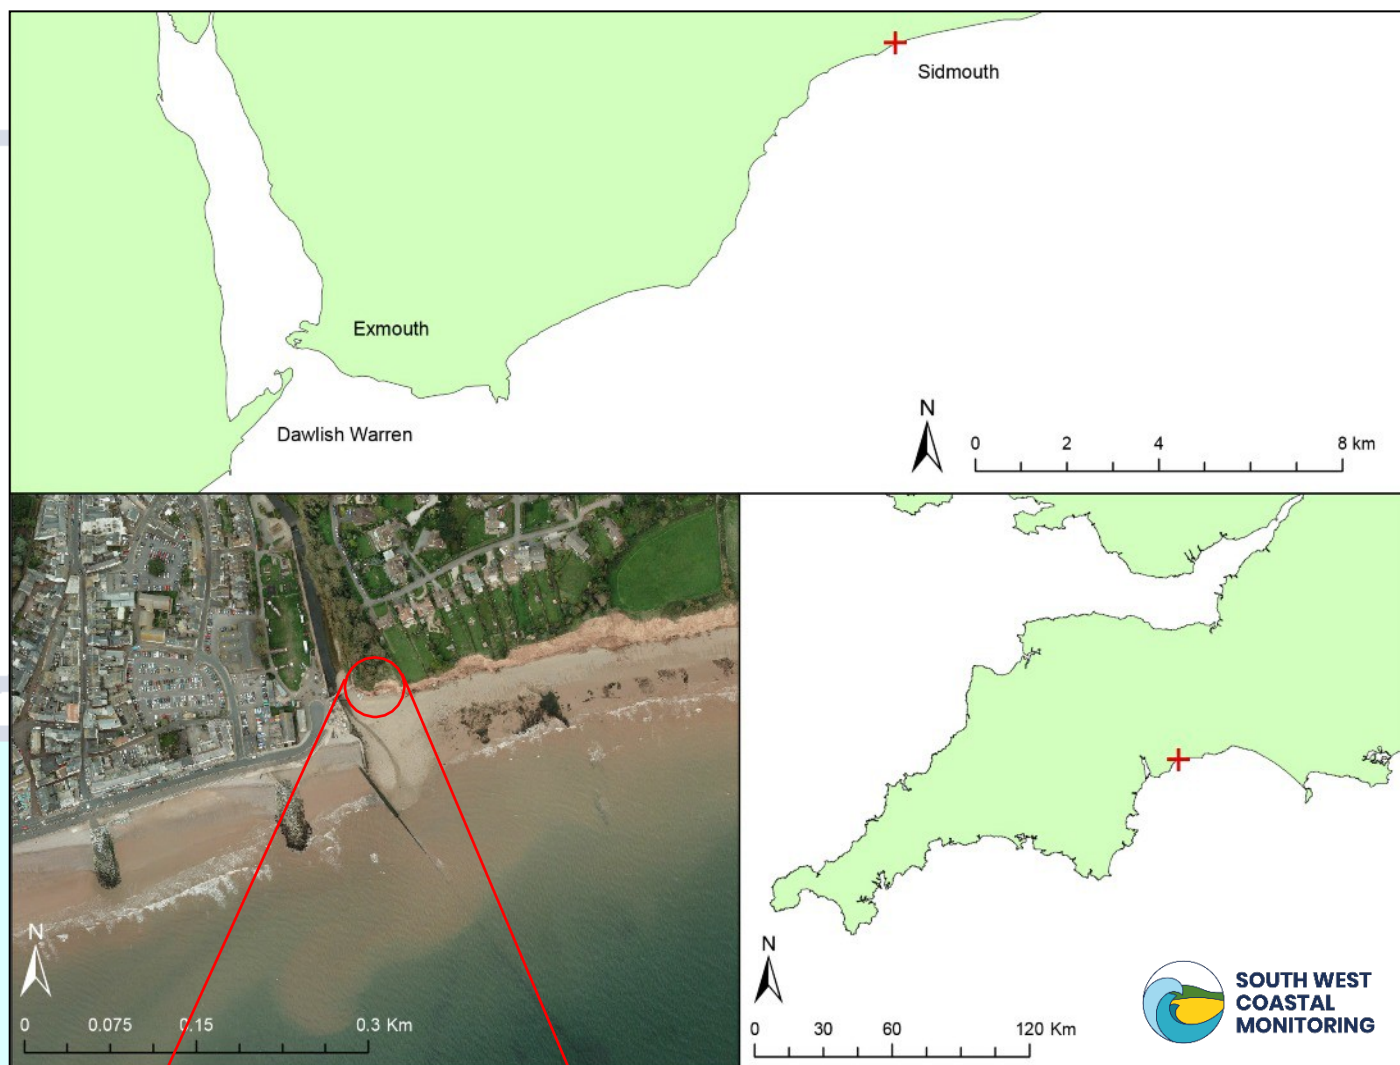 Sidmouth
Exmouth
Dawlish Warren
N
0 2 4 8 km
N
0 0.075 0.15 0.3 Km
N
0 30 60 120 Km
SOUTH WEST
COASTAL
MONITORING